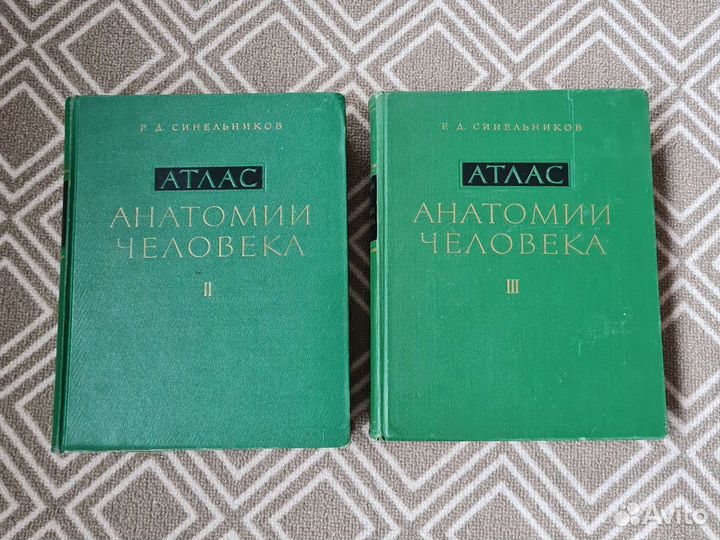 Р. Д. СИНЕЛЬНИКОВ
АТЛАС
АНАТОМИИ
ЧЕЛОВЕКА
II
Р. Д. СИНЕЛЬНИКОВ
АТЛАС
АНАТОМИИ
ЧЕЛОВЕКА
III
Avito